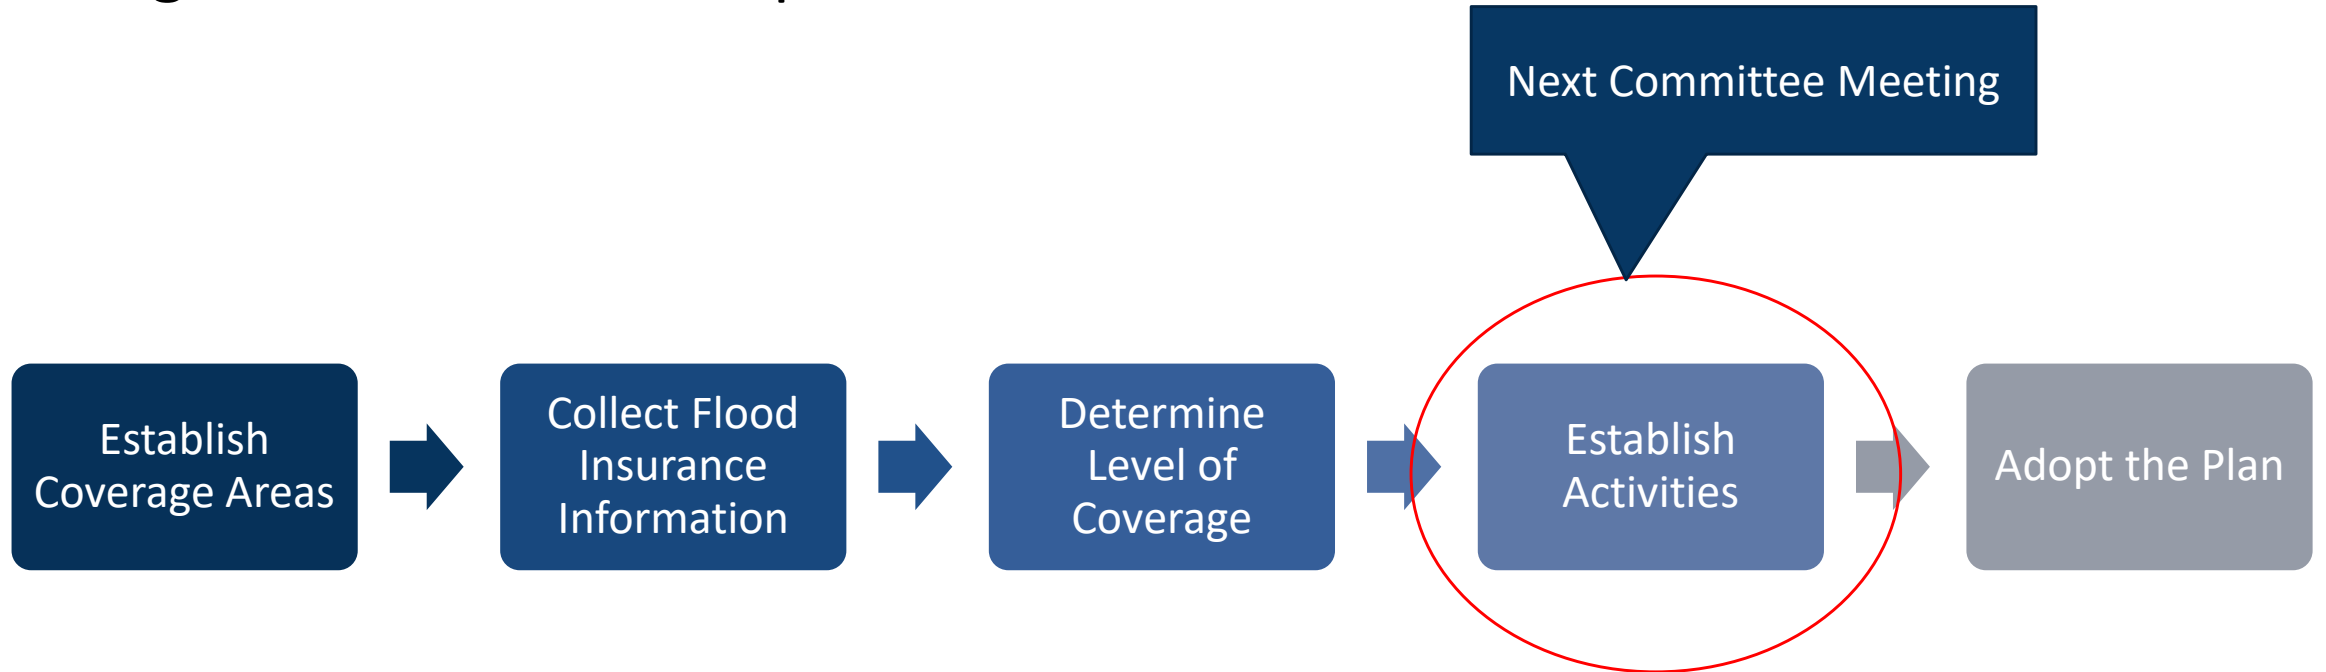 Next Committee Meeting
Establish
Coverage Areas
Collect Flood
Insurance
Information
Determine
Level of
Coverage
Establish
Activities
Adopt the Plan